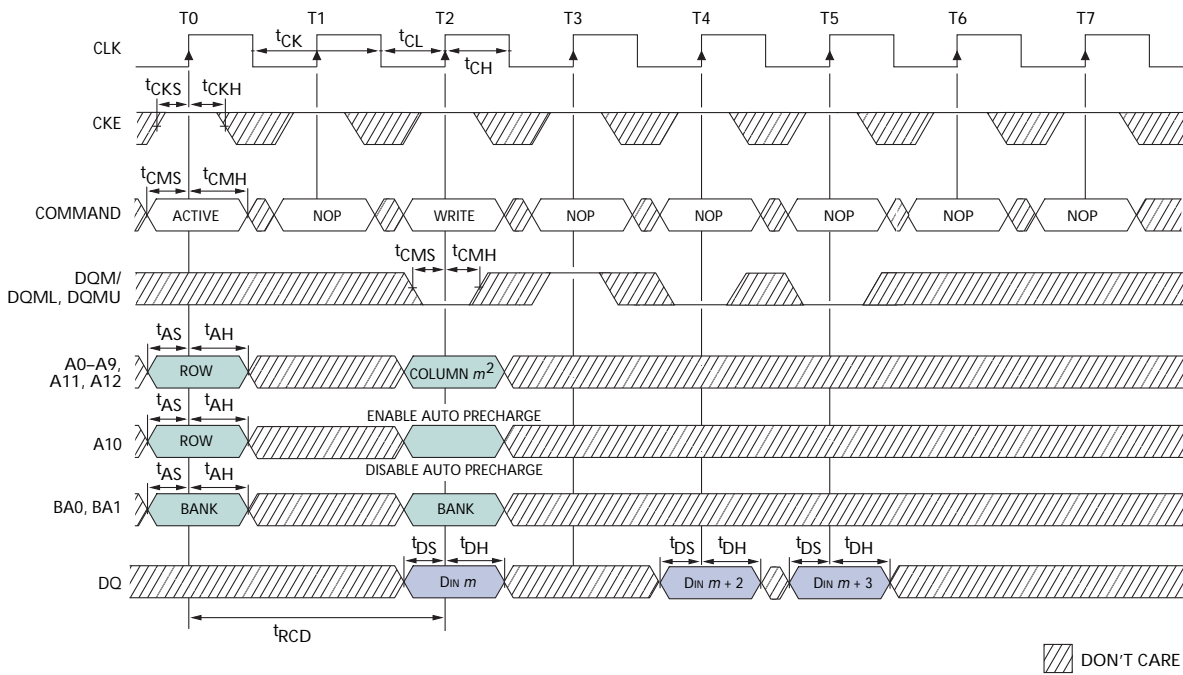 T0 T1 T2 T3 T4 T5 T6 T7
CLK
tCK tCL
tCH
tCKS tCKH
CKE
tCMS tCMH
COMMAND ACTIVE NOP WRITE NOP NOP NOP NOP NOP
tCMS tCMH
DQM/
DQML, DQMU
tAS tAH
A0–A9,
A11, A12
ROW COLUMN m2
tAS tAH ENABLE AUTO PRECHARGE
A10 ROW
DISABLE AUTO PRECHARGE
tAS tAH
BA0, BA1 BANK BANK
tDS tDH tDS tDH tDS tDH
DQ DIN m DIN m + 2 DIN m + 3
tRCD
DON'T CARE